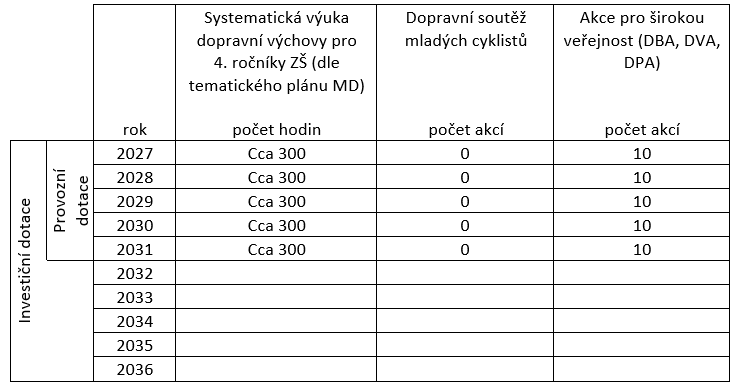 Systematická výuka
dopravní výchovy pro
4. ročníky ZŠ (dle
tematického plánu MD)
Dopravní soutěž
mladých cyklistů
Akce pro širokou
veřejnost (DBA, DVA,
DPA)
rok počet hodin počet akcí počet akcí
Investiční dotace
Provozní
dotace
2027 Cca 300 0 10
2028 Cca 300 0 10
2029 Cca 300 0 10
2030 Cca 300 0 10
2031 Cca 300 0 10
2032
2033
2034
2035
2036